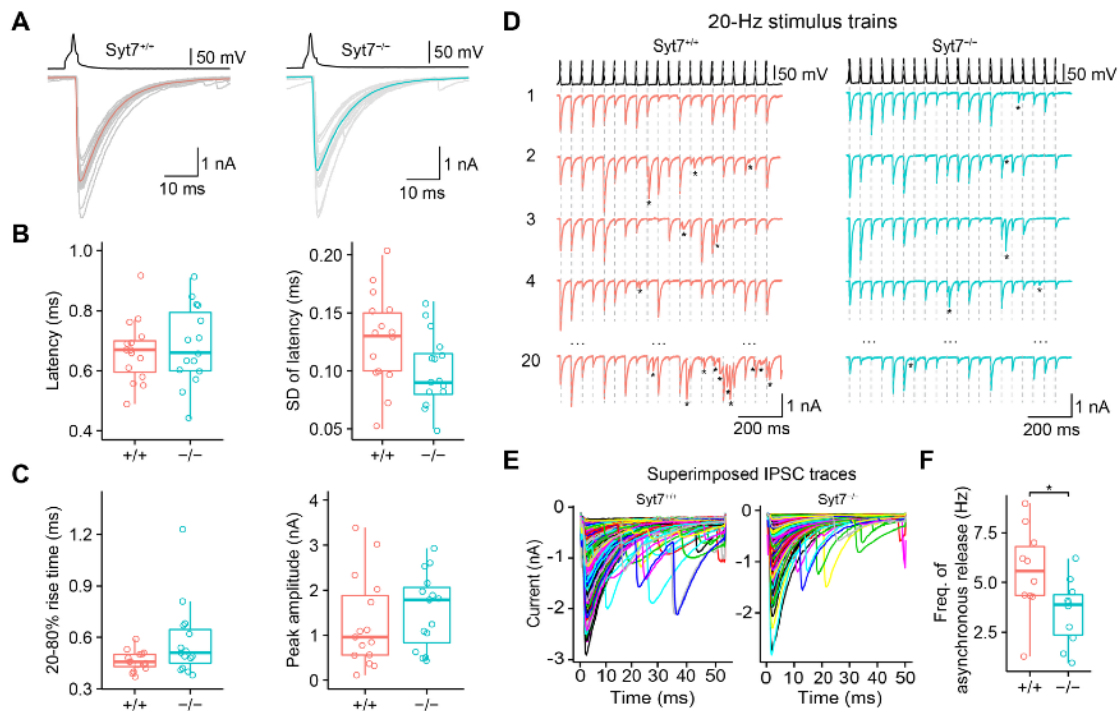 A
Syt7+/−
50 mV
1 nA
10 ms
Syt7−/−
50 mV
1 nA
10 ms
B
Latency (ms)
1.0
0.8
0.6
0.4
+/+
−/−
SD of latency (ms)
0.20
0.15
0.10
0.05
+/+
−/−
C
20-80% rise time (ms)
1.2
0.9
0.6
0.3
+/+
−/−
Peak amplitude (nA)
4
3
2
1
0
+/+
−/−
D
20-Hz stimulus trains
Syt7+/+
50 mV
Syt7−/−
50 mV
1
*
2
* * *
*
3
* *
*
4
*
* *
... ... ...
... ... ...
20
* * * * * * * * *
*
1 nA
200 ms
1 nA
200 ms
E
Superimposed IPSC traces
Syt7+/+
Syt7−/−
Current (nA)
0
-1
-2
-3
0 10 20 30 40 50
Time (ms)
0
-1
-2
0 10 20 30 40 50
Time (ms)
F
Freq. of
asynchronous release (Hz)
*
7.5
5.0
2.5
+/+
−/−